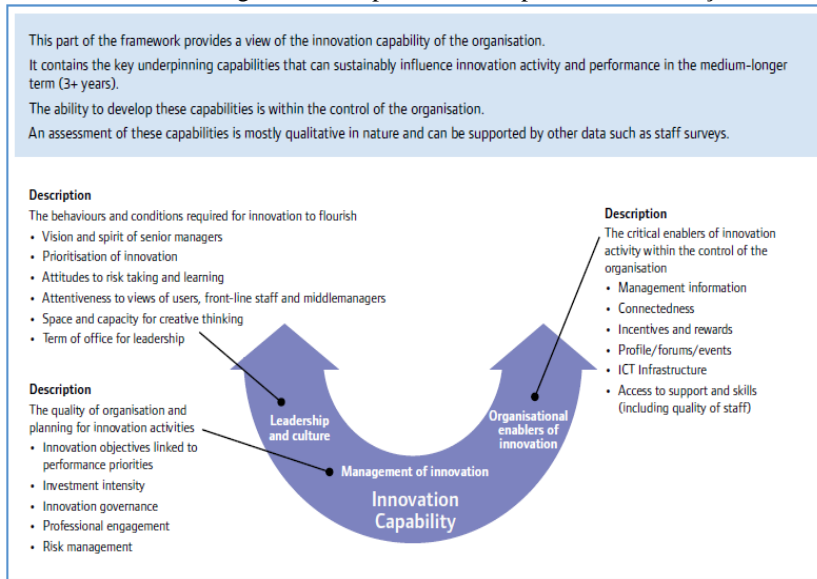 This part of the framework provides a view of the innovation capability of the organisation.
It contains the key underpinning capabilities that can sustainably influence innovation activity and performance in the medium-longer
term (3+ years).
The ability to develop these capabilities is within the control of the organisation.
An assessment of these capabilities is mostly qualitative in nature and can be supported by other data such as staff surveys.
Description
The behaviours and conditions required for innovation to flourish
• Vision and spirit of senior managers
• Prioritisation of innovation
• Attitudes to risk taking and learning
• Attentiveness to views of users, front-line staff and middlemanagers
• Space and capacity for creative thinking
• Term of office for leadership
Description
The quality of organisation and
planning for innovation activities
• Innovation objectives linked to
performance priorities
• Investment intensity
• Innovation governance
• Professional engagement
• Risk management
Description
The critical enablers of innovation
activity within the control of the
organisation
• Management information
• Connectedness
• Incentives and rewards
• Profile/forums/events
• ICT Infrastructure
• Access to support and skills
(including quality of staff)
Leadership
and culture
Management of innovation
Organisational
enablers of
innovation
Innovation
Capability